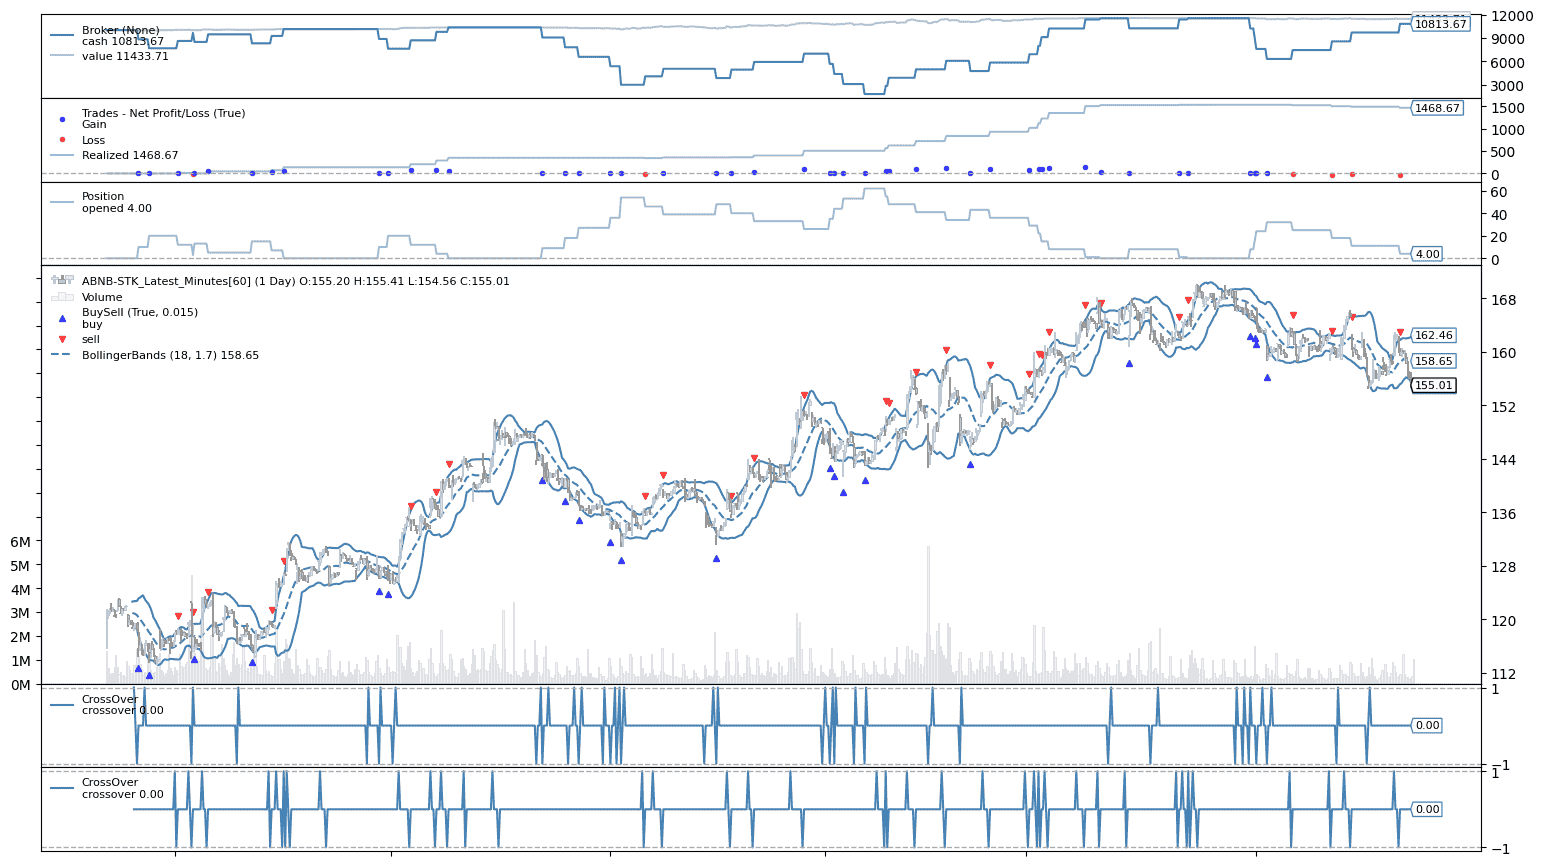 Broker (None)
cash 10813.67
value 11433.71
12000
10813.67
9000
6000
3000
Trades - Net Profit/Loss (True)
Gain
Loss
Realized 1468.67
1500
1468.67
1000
500
0
Position
opened 4.00
60
40
20
4.00
0
ABNB-STK_Latest_Minutes[60] (1 Day) O:155.20 H:155.41 L:154.56 C:155.01
Volume
BuySell (True, 0.015)
buy
sell
BollingerBands (18, 1.7) 158.65
168
162.46
160
158.65
155.01
152
144
136
128
120
112
6M
5M
4M
3M
2M
1M
0M
CrossOver
crossover 0.00
1
0.00
−1
CrossOver
crossover 0.00
1
0.00
−1